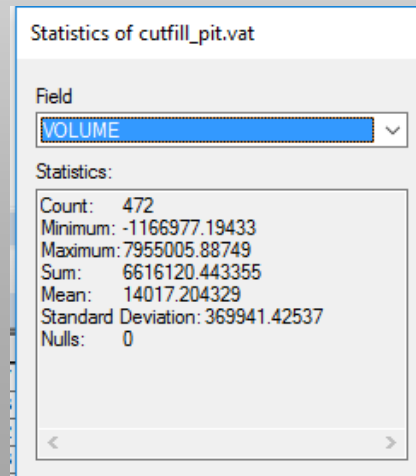 Statistics of cutfill_pit.vat
Field
VOLUME
Statistics:
Count: 472
Minimum: -1166977.19433
Maximum: 7955005.88749
Sum: 6616120.443355
Mean: 14017.204329
Standard Deviation: 369941.42537
Nulls: 0